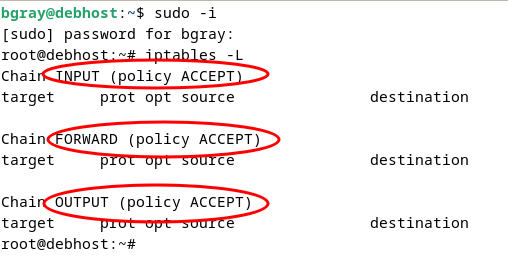 bgray@debhost:~$ sudo -i
[sudo] password for bgray:
root@debhost:~# iptables -L
Chain INPUT (policy ACCEPT)
target     prot opt source               destination

Chain FORWARD (policy ACCEPT)
target     prot opt source               destination

Chain OUTPUT (policy ACCEPT)
target     prot opt source               destination
root@debhost:~#